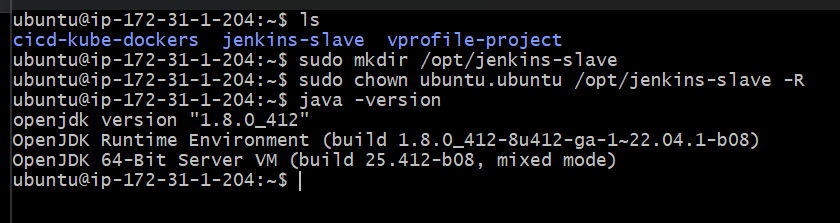 ubuntu@ip-172-31-1-204:~$ ls
cicd-kube-dockers  jenkins-slave  vprofile-project
ubuntu@ip-172-31-1-204:~$ sudo mkdir /opt/jenkins-slave
ubuntu@ip-172-31-1-204:~$ sudo chown ubuntu.ubuntu /opt/jenkins-slave -R
ubuntu@ip-172-31-1-204:~$ java -version
openjdk version "1.8.0_412"
OpenJDK Runtime Environment (build 1.8.0_412-8u412-ga-1~22.04.1-b08)
OpenJDK 64-Bit Server VM (build 25.412-b08, mixed mode)
ubuntu@ip-172-31-1-204:~$